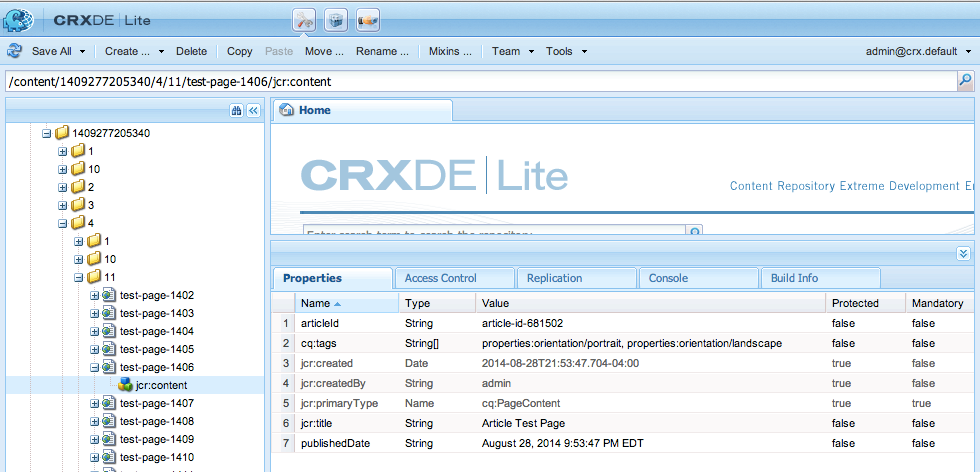 CRXDE | Lite
Save All Create ... Delete Copy Paste Move ... Rename ... Mixins ... Team Tools admin@crx.default
/content/1409277205340/4/11/test-page-1406/jcr:content
Home
CRXDE | Lite
Content Repository Extreme Development
Enter search term to search the repository
1409277205340
1
10
2
3
4
1
10
11
test-page-1402
test-page-1403
test-page-1404
test-page-1405
test-page-1406
jcr:content
test-page-1407
test-page-1408
test-page-1409
test-page-1410
Properties Access Control Replication Console Build Info
Name Type Value Protected Mandatory
1 articleId String article-id-681502 false false
2 cq:tags String[] properties:orientation/portrait, properties:orientation/landscape false false
3 jcr:created Date 2014-08-28T21:53:47.704-04:00 true false
4 jcr:createdBy String admin true false
5 jcr:primaryType Name cq:PageContent true true
6 jcr:title String Article Test Page false false
7 publishedDate String August 28, 2014 9:53:47 PM EDT false false